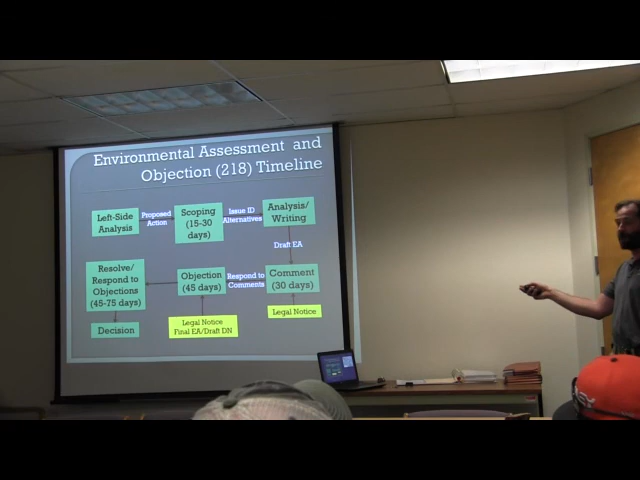 Environmental Assessment and
Objection (218) Timeline
Left-Side
Analysis
Proposed
Action
Scoping
(15-30
days)
Issue ID
Alternatives
Analysis/
Writing
Draft EA
Resolve/
Respond to
Objections
(45-75 days)
Objection
(45 days)
Respond to
Comments
Comment
(30 days)
Decision
Legal Notice
Final EA/Draft DN
Legal Notice